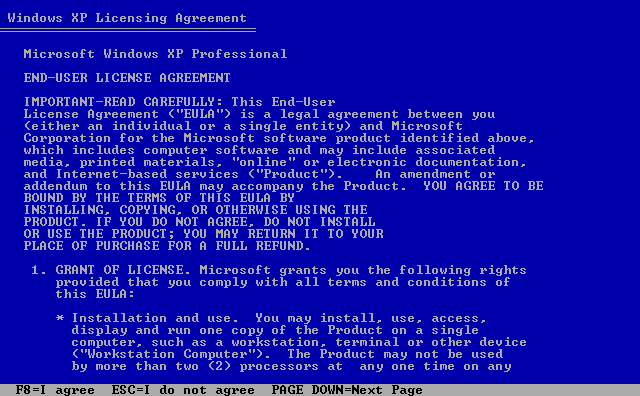 Windows XP Licensing Agreement
Microsoft Windows XP Professional
END-USER LICENSE AGREEMENT
IMPORTANT-READ CAREFULLY: This End-User
License Agreement ("EULA") is a legal agreement between you
(either an individual or a single entity) and Microsoft
Corporation for the Microsoft software product identified above,
which includes computer software and may include associated
media, printed materials, "online" or electronic documentation,
and Internet-based services ("Product").    An amendment or
addendum to this EULA may accompany the Product.  YOU AGREE TO BE
BOUND BY THE TERMS OF THIS EULA BY
INSTALLING, COPYING, OR OTHERWISE USING THE
PRODUCT. IF YOU DO NOT AGREE, DO NOT INSTALL
OR USE THE PRODUCT; YOU MAY RETURN IT TO YOUR
PLACE OF PURCHASE FOR A FULL REFUND.
1. GRANT OF LICENSE. Microsoft grants you the following rights
provided that you comply with all terms and conditions of
this EULA:
* Installation and use.  You may install, use, access,
display and run one copy of the Product on a single
computer, such as a workstation, terminal or other device
("Workstation Computer").  The Product may not be used
by more than two (2) processors at  any one time on any
F8=I agree  ESC=I do not agree  PAGE DOWN=Next Page